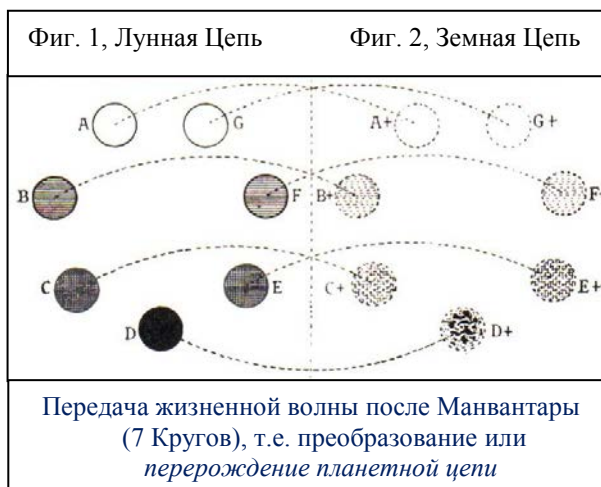 Фиг. 1, Лунная Цепь Фиг. 2, Земная Цепь
A G A+ G+
B F B+ F+
C E C+ E+
D D+
Передача жизненной волны после Манвантары
(7 Кругов), т.е. преобразование или
перерождение планетной цепи